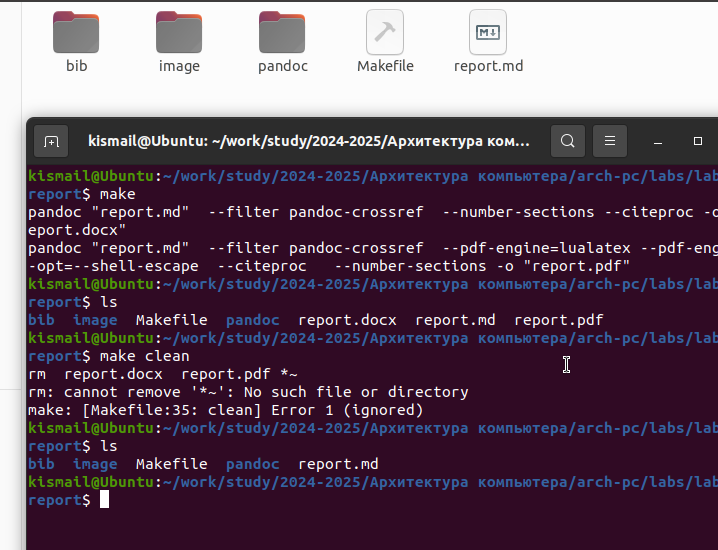 bib
image
pandoc
Makefile
report.md
kismail@Ubuntu: ~/work/study/2024-2025/Архитектура ком...
kismail@Ubuntu:~/work/study/2024-2025/Архитектура компьютера/arch-pc/labs/lab
report$ make
pandoc "report.md"  --filter pandoc-crossref  --number-sections --citeproc -o
eport.docx"
pandoc "report.md"  --filter pandoc-crossref  --pdf-engine=lualatex --pdf-eng
-opt=--shell-escape  --citeproc   --number-sections -o "report.pdf"
kismail@Ubuntu:~/work/study/2024-2025/Архитектура компьютера/arch-pc/labs/lab
report$ ls
bib  image  Makefile  pandoc  report.docx  report.md  report.pdf
kismail@Ubuntu:~/work/study/2024-2025/Архитектура компьютера/arch-pc/labs/lab
report$ make clean
rm  report.docx  report.pdf *~
rm: cannot remove '*~': No such file or directory
make: [Makefile:35: clean] Error 1 (ignored)
kismail@Ubuntu:~/work/study/2024-2025/Архитектура компьютера/arch-pc/labs/lab
report$ ls
bib  image  Makefile  pandoc  report.md
kismail@Ubuntu:~/work/study/2024-2025/Архитектура компьютера/arch-pc/labs/lab
report$